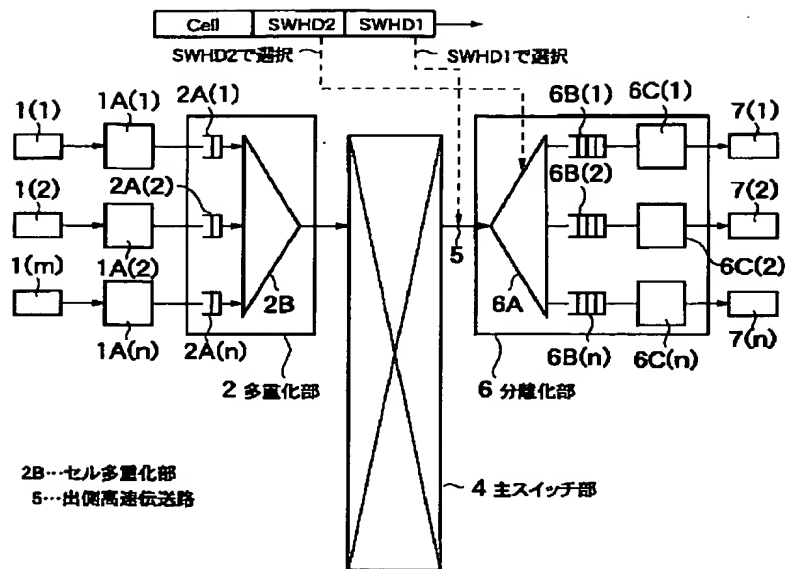 Cell SWHD2 SWHD1
SWHD2で選択 SWHD1で選択
1(1) 1A(1) 2A(1) 6B(1) 6C(1) 7(1)
1(2) 2A(2) 6B(2) 7(2)
1(m) 1A(2) 2B 5 6A 6C(2)
1A(n) 2A(n) 6B(n) 6C(n) 7(n)
2 多重化部 6 分離化部
2B…セル多重化部
5…出側高速伝送路
4 主スイッチ部